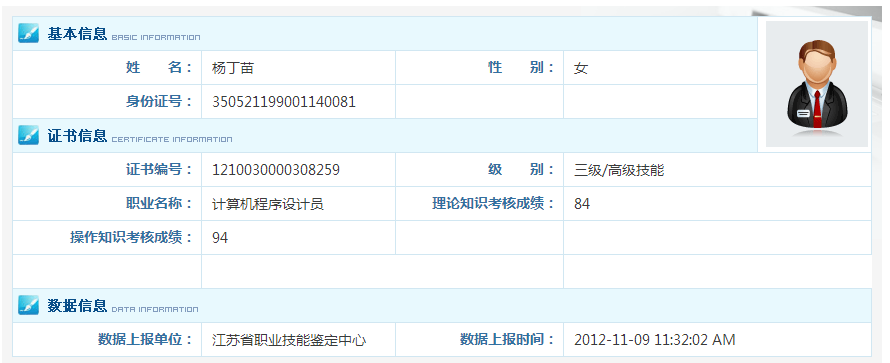 基本信息 BASIC INFORMATION
姓 名： 杨丁苗 性 别： 女
身份证号： 350521199001140081
证书信息 CERTIFICATE INFORMATION
证书编号： 1210030000308259 级 别： 三级/高级技能
职业名称： 计算机程序设计员 理论知识考核成绩： 84
操作知识考核成绩： 94
数据信息 DATA INFORMATION
数据上报单位： 江苏省职业技能鉴定中心 数据上报时间： 2012-11-09 11:32:02 AM